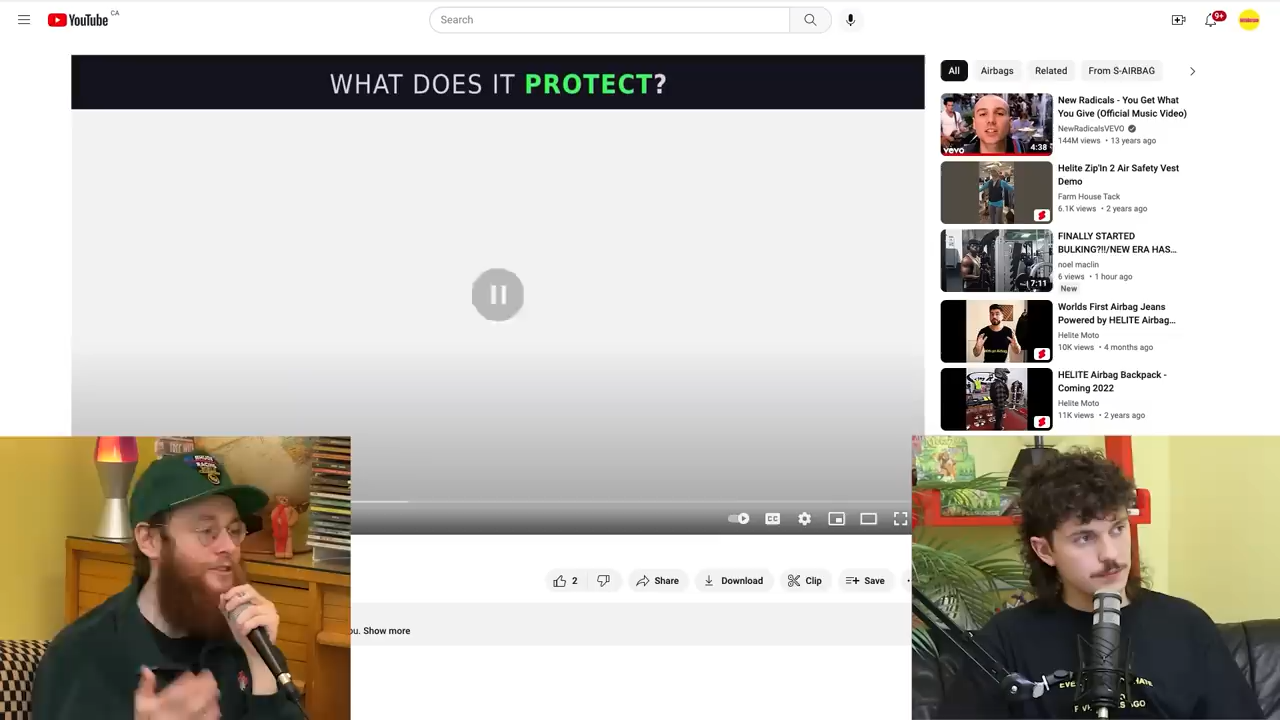 YouTube CA
Search
9+
WHAT DOES IT PROTECT?
All
Airbags
Related
From S-AIRBAG
New Radicals - You Get What
You Give (Official Music Video)
NewRadicalsVEVO
144M views • 13 years ago
vevo
4:38
Helite Zip'In 2 Air Safety Vest
Demo
Farm House Tack
6.1K views • 2 years ago
FINALLY STARTED
BULKING?!!/NEW ERA HAS...
noel maclin
6 views • 1 hour ago
New
7:11
Worlds First Airbag Jeans
Powered by HELITE Airbag...
Helite Moto
10K views • 4 months ago
HELITE Airbag Backpack -
Coming 2022
Helite Moto
11K views • 2 years ago
CC
2
Share
Download
Clip
Save
ou. Show more